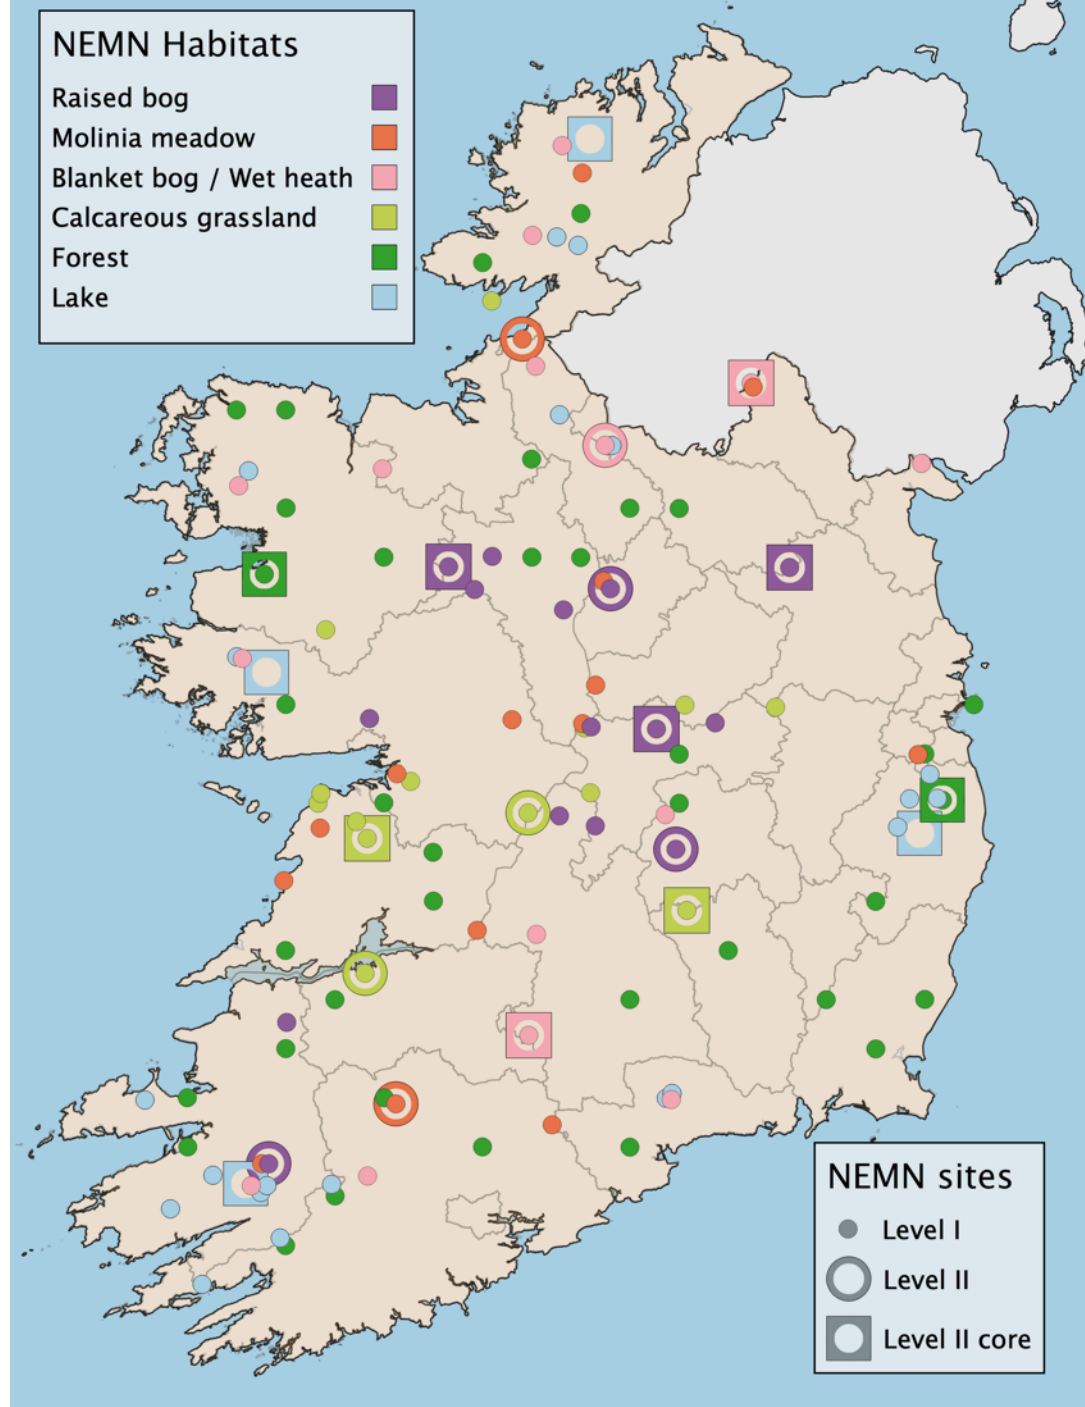 NEMN Habitats
Raised bog
Molinia meadow
Blanket bog / Wet heath
Calcareous grassland
Forest
Lake
NEMN sites
Level I
Level II
Level II core